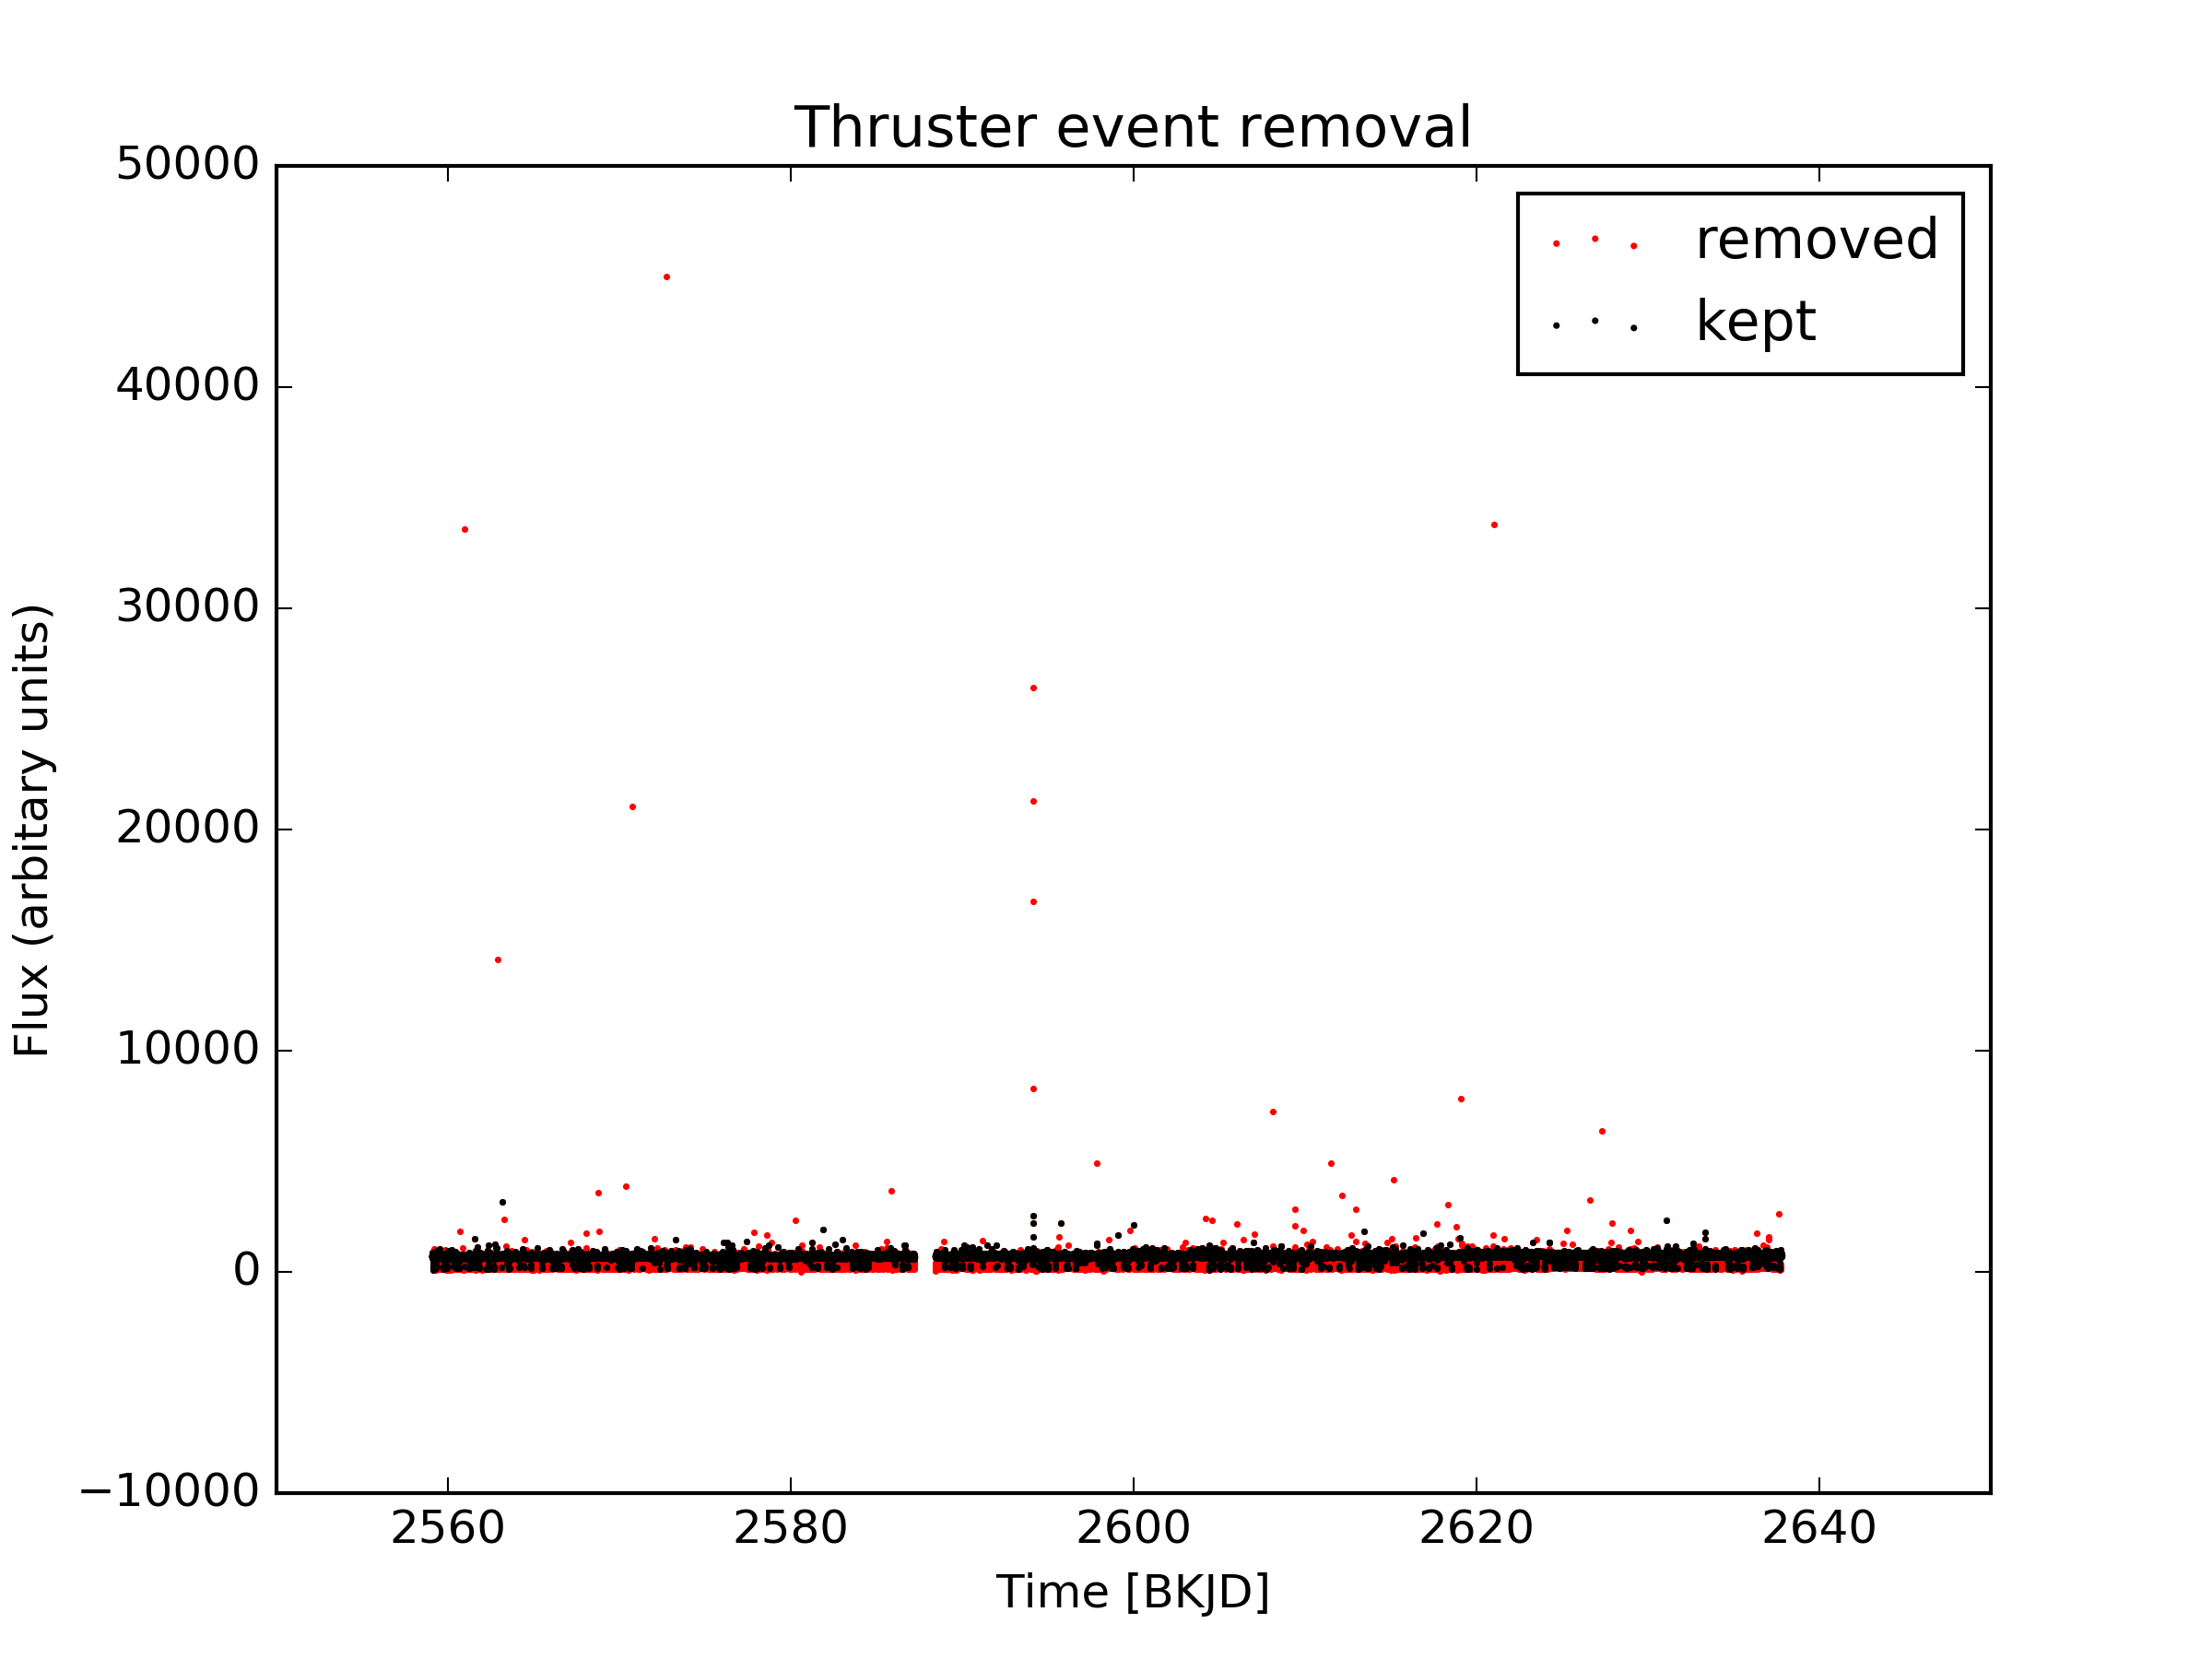 Thruster event removal
50000
40000
30000
20000
10000
0
−10000
Flux (arbitary units)
removed
kept
2560 2580 2600 2620 2640
Time [BKJD]